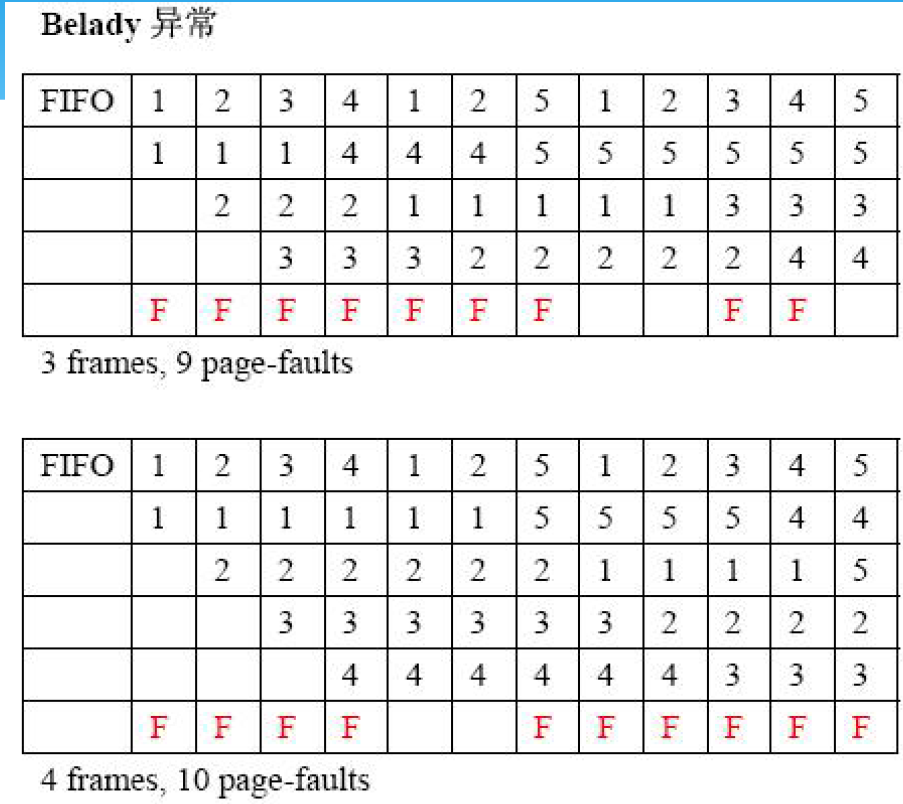 Belady 异常
FIFO 1 2 3 4 1 2 5 1 2 3 4 5
1 1 1 4 4 4 5 5 5 5 5 5
2 2 2 1 1 1 1 1 3 3 3
3 3 3 2 2 2 2 2 4 4
F F F F F F F F F
3 frames, 9 page-faults
FIFO 1 2 3 4 1 2 5 1 2 3 4 5
1 1 1 1 1 1 5 5 5 5 4 4
2 2 2 2 2 2 1 1 1 1 5
3 3 3 3 3 3 2 2 2 2
4 4 4 4 4 4 3 3 3
F F F F F F F F F F
4 frames, 10 page-faults